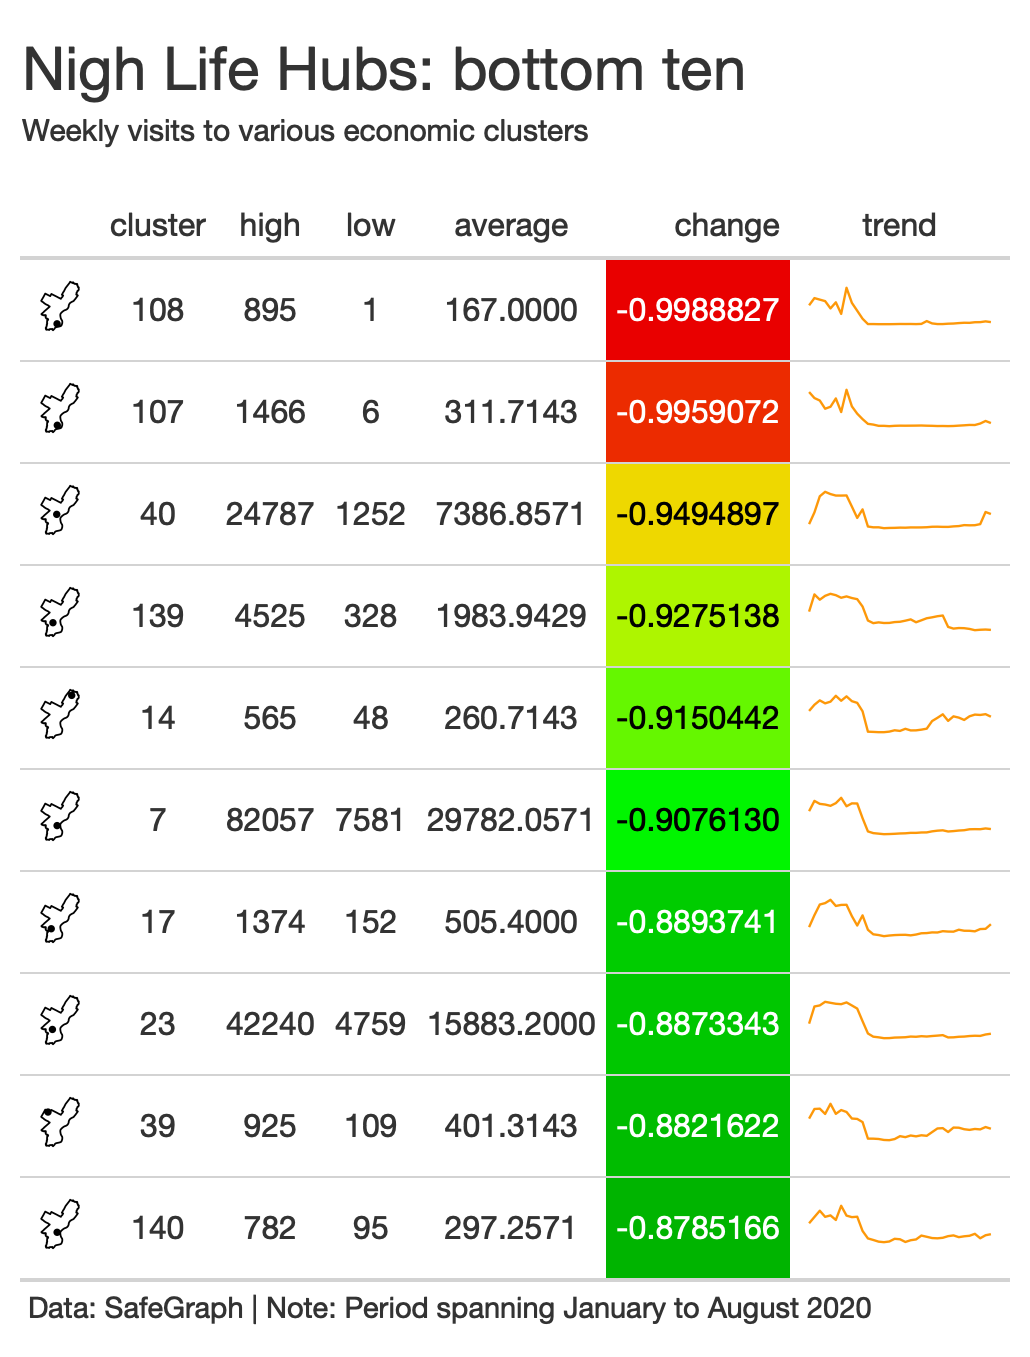 Nigh Life Hubs: bottom ten
Weekly visits to various economic clusters
cluster high low average change trend
108 895 1 167.0000 -0.9988827
107 1466 6 311.7143 -0.9959072
40 24787 1252 7386.8571 -0.9494897
139 4525 328 1983.9429 -0.9275138
14 565 48 260.7143 -0.9150442
7 82057 7581 29782.0571 -0.9076130
17 1374 152 505.4000 -0.8893741
23 42240 4759 15883.2000 -0.8873343
39 925 109 401.3143 -0.8821622
140 782 95 297.2571 -0.8785166
Data: SafeGraph | Note: Period spanning January to August 2020